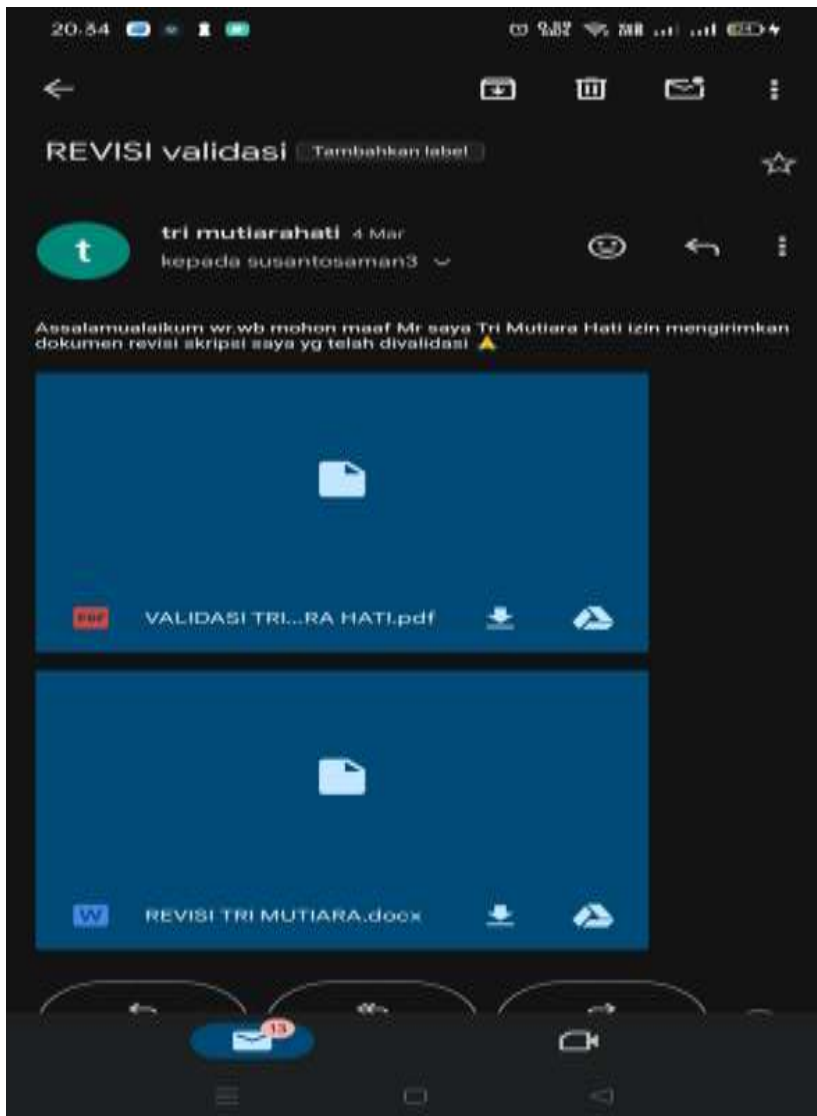 20.34
REVISI validasi Tambahkan label
t
tri mutiarahati 4 Mar
kepada susantosaman3
Assalamualaikum wr.wb mohon maaf Mr saya Tri Mutiara Hati izin mengirimkan
dokumen revisi skripsi saya yg telah divalidasi
PDF VALIDASI TRI...RA HATI.pdf
W REVISI TRI MUTIARA.docx
13